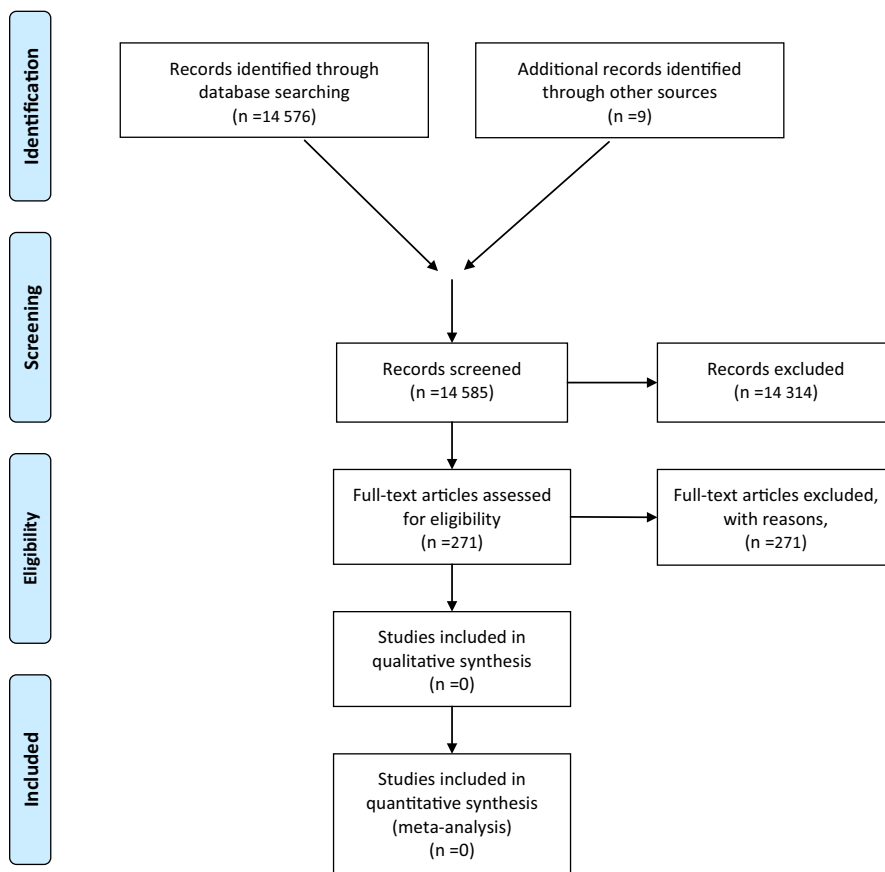 Identification
Records identified through
database searching
(n =14 576)
Additional records identified
through other sources
(n =9)
Screening
Records screened
(n =14 585)
Records excluded
(n =14 314)
Eligibility
Full-text articles assessed
for eligibility
(n =271)
Full-text articles excluded,
with reasons,
(n =271)
Studies included in
qualitative synthesis
(n =0)
Included
Studies included in
quantitative synthesis
(meta-analysis)
(n =0)